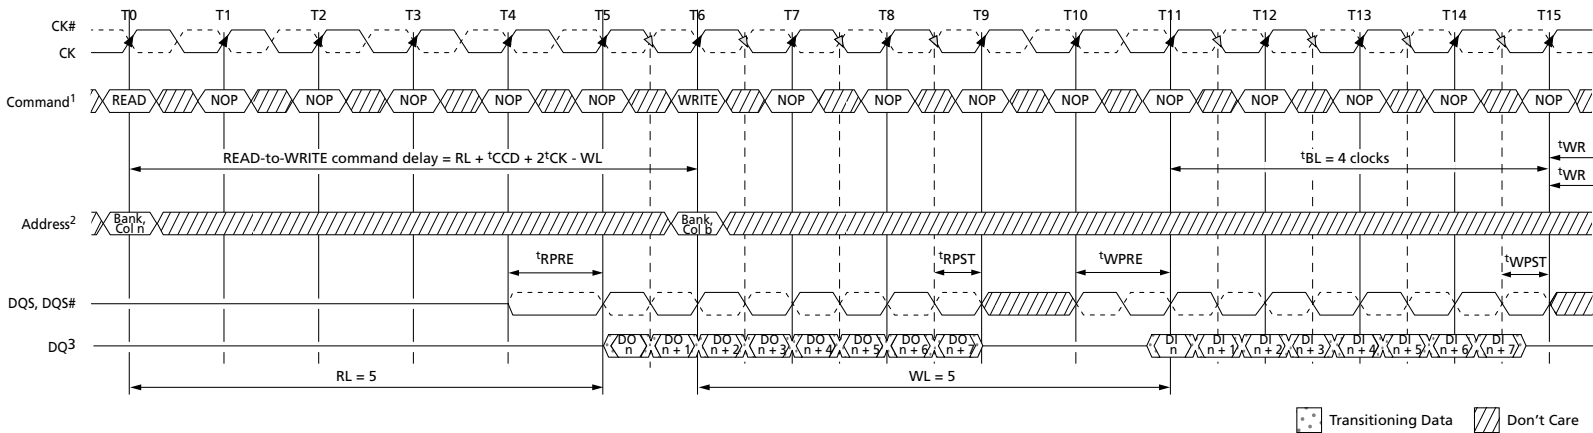 T0 T1 T2 T3 T4 T5 T6 T7 T8 T9 T10 T11 T12 T13 T14 T15
CK#
CK
Command¹ READ NOP NOP NOP NOP NOP WRITE NOP NOP NOP NOP NOP NOP NOP NOP NOP
tWR
READ-to-WRITE command delay = RL + tCCD + 2tCK - WL tBL = 4 clocks
tWR
Address² Bank, Col n Bank, Col b
tRPRE tRPST tWPRE tWPST
DQS, DQS#
DQ³ DO n DO n + 1 DO n + 2 DO n + 3 DO n + 4 DO n + 5 DO n + 6 DO n + 7 DI n DI n + 1 DI n + 2 DI n + 3 DI n + 4 DI n + 5 DI n + 6 DI n + 7
RL = 5 WL = 5
Transitioning Data Don't Care